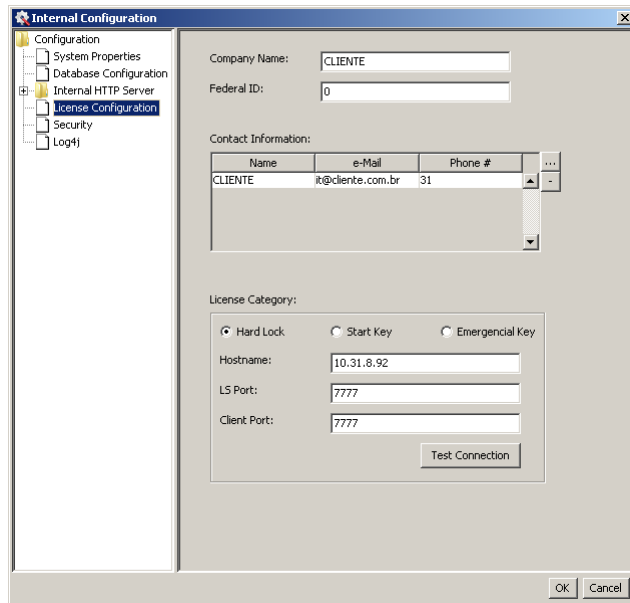 Internal Configuration
Configuration
System Properties
Database Configuration
Internal HTTP Server
License Configuration
Security
Log4j
Company Name: CLIENTE
Federal ID: 0
Contact Information:
Name e-Mail Phone # ...
CLIENTE it@cliente.com.br 31 -
License Category:
Hard Lock Start Key Emergencial Key
Hostname: 10.31.8.92
LS Port: 7777
Client Port: 7777
Test Connection
OK Cancel